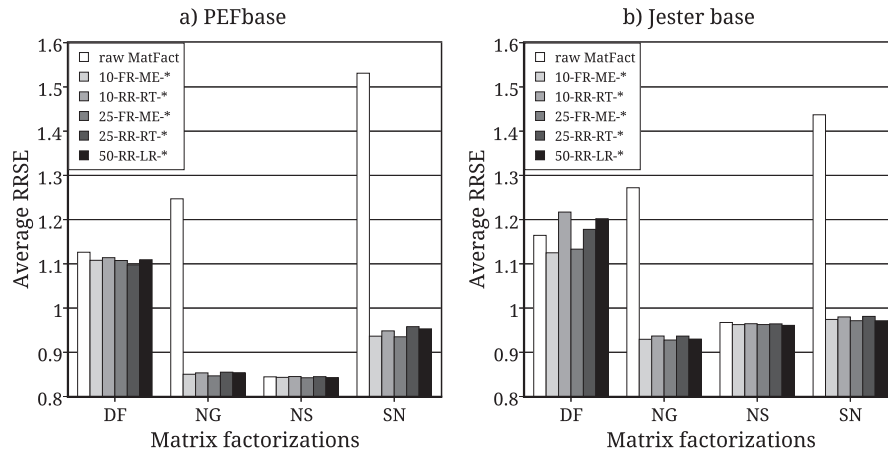 a) PEFbase
1.6
1.5
1.4
1.3
1.2
1.1
1
0.9
0.8
Average RRSE
raw MatFact
10-FR-ME-*
10-RR-RT-*
25-FR-ME-*
25-RR-RT-*
50-RR-LR-*
DF NG NS SN
Matrix factorizations
b) Jester base
1.6
1.5
1.4
1.3
1.2
1.1
1
0.9
0.8
Average RRSE
raw MatFact
10-FR-ME-*
10-RR-RT-*
25-FR-ME-*
25-RR-RT-*
50-RR-LR-*
DF NG NS SN
Matrix factorizations